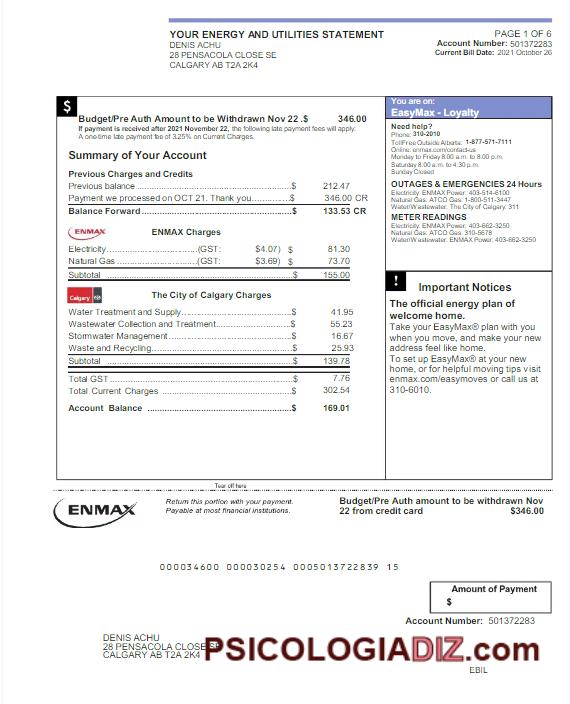 YOUR ENERGY AND UTILITIES STATEMENT
DENIS ACHU
28 PENSACOLA CLOSE SE
CALGARY AB T2A 2K4
PAGE 1 OF 6
Account Number: 501372283
Current Bill Date: 2021 October 26
$
Budget/Pre Auth Amount to be Withdrawn Nov 22 .$ 346.00
If payment is received after 2021 November 22, the following late payment fees will apply.
A one-time late payment fee of 3.25% on Current Charges.
Summary of Your Account
Previous Charges and Credits
Previous balance ...$ 212.47
Payment we processed on OCT 21. Thank you...$ 346.00 CR
Balance Forward...$ 133.53 CR
ENMAX
ENMAX Charges
Electricity...(GST: $4.07) $ 81.30
Natural Gas ...(GST: $3.69) $ 73.70
Subtotal ...$ 155.00
Calgary
The City of Calgary Charges
Water Treatment and Supply...$ 41.95
Wastewater Collection and Treatment...$ 55.23
Stormwater Management...$ 16.67
Waste and Recycling...$ 25.93
Subtotal ...$ 139.78
Total GST ...$ 7.76
Total Current Charges ...$ 302.54
Account Balance ...$ 169.01
You are on:
EasyMax - Loyalty
Need help?
Phone: 310-2010
TollFree Outside Alberta: 1-877-571-7111
Online: enmax.com/contact-us
Monday to Friday 8:00 a.m. to 8:00 p.m.
Saturday 8:00 a.m. to 4:30 p.m.
Sunday Closed
OUTAGES & EMERGENCIES 24 Hours
Electricity: ENMAX Power: 403-514-6100
Natural Gas: ATCO Gas: 1-800-511-3447
Water/Wastewater: The City of Calgary: 311
METER READINGS
Electricity: ENMAX Power: 403-662-3250
Natural Gas: ATCO Gas: 310-5678
Water/Wastewater: ENMAX Power: 403-662-3250
!
Important Notices
The official energy plan of
welcome home.
Take your EasyMax® plan with you
when you move, and make your new
address feel like home.
To set up EasyMax® at your new
home, or for helpful moving tips visit
enmax.com/easymoves or call us at
310-6010.
Tear off here
ENMAX
Return this portion with your payment.
Payable at most financial institutions.
Budget/Pre Auth amount to be withdrawn Nov
22 from credit card $346.00
000034600 000030254 0005013722839 15
Amount of Payment
$
Account Number: 501372283
DENIS ACHU
28 PENSACOLA CLOSE SE
CALGARY AB T2A 2K4
PSICOLOGIADIZ.com
EBIL